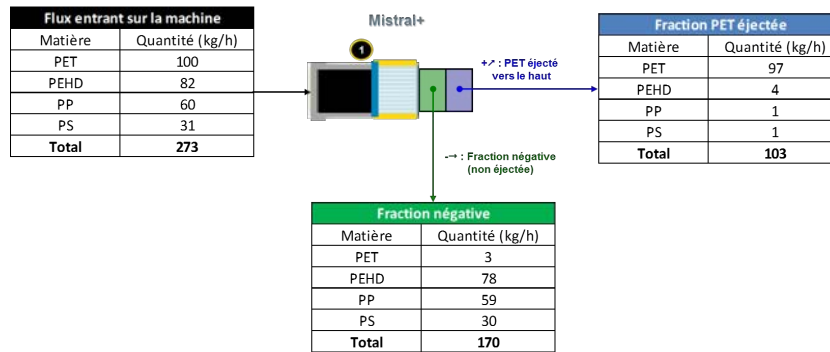 Flux entrant sur la machine
Matière Quantité (kg/h)
PET 100
PEHD 82
PP 60
PS 31
Total 273
Mistral+
1
+↗ : PET éjecté
vers le haut
Fraction PET éjectée
Matière Quantité (kg/h)
PET 97
PEHD 4
PP 1
PS 1
Total 103
-→ : Fraction négative
(non éjectée)
Fraction négative
Matière Quantité (kg/h)
PET 3
PEHD 78
PP 59
PS 30
Total 170